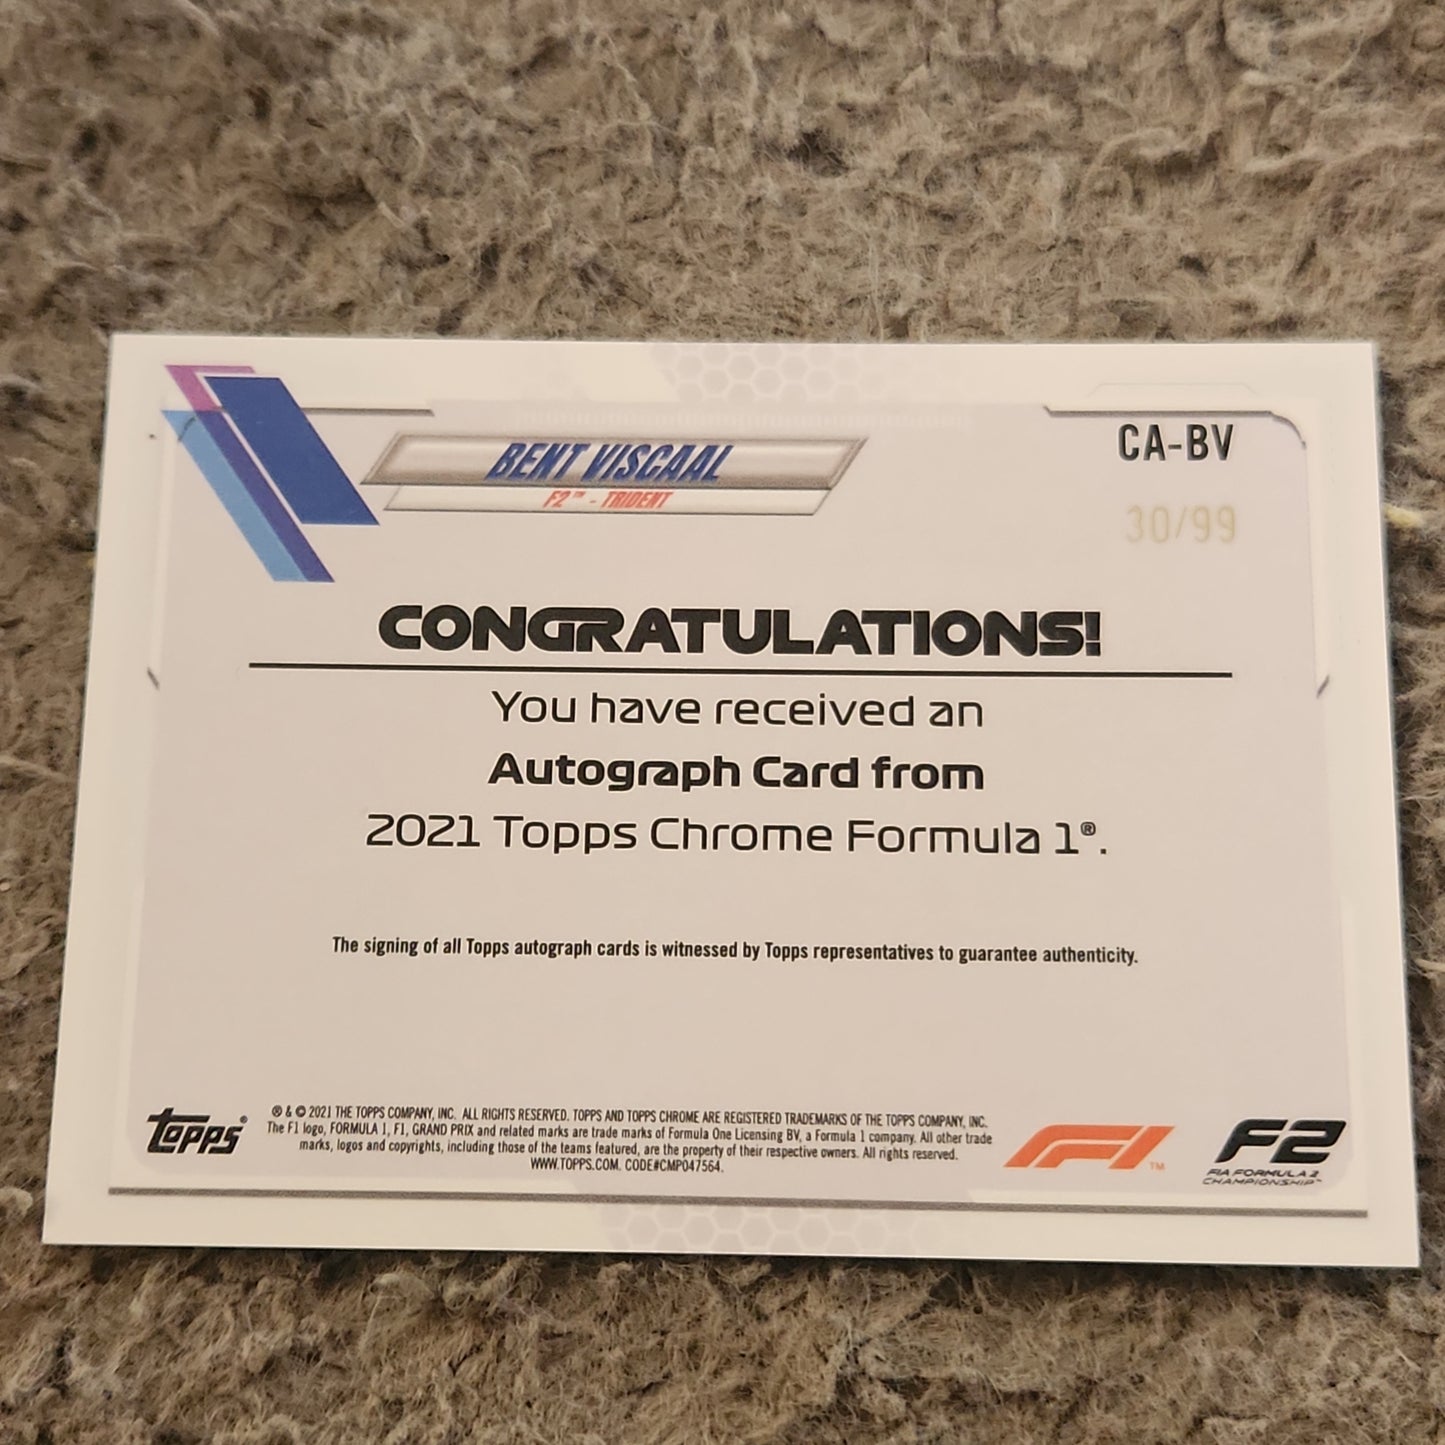 BENT VISCAAL
F2™ - TRIDENT
CA-BV
30/99
CONGRATULATIONS!
You have received an
Autograph Card from
2021 Topps Chrome Formula 1®.
The signing of all Topps autograph cards is witnessed by Topps representatives to guarantee authenticity.
topps®
® & © 2021 THE TOPPS COMPANY, INC. ALL RIGHTS RESERVED. TOPPS AND TOPPS CHROME ARE REGISTERED TRADEMARKS OF THE TOPPS COMPANY, INC.
The F1 logo, FORMULA 1, F1, GRAND PRIX and related marks are trade marks of Formula One Licensing BV, a Formula 1 company. All other trade
marks, logos and copyrights, including those of the teams featured, are the property of their respective owners. All rights reserved.
WWW.TOPPS.COM. CODE#CMP047564.
F1™
F2
FIA FORMULA 2
CHAMPIONSHIP™